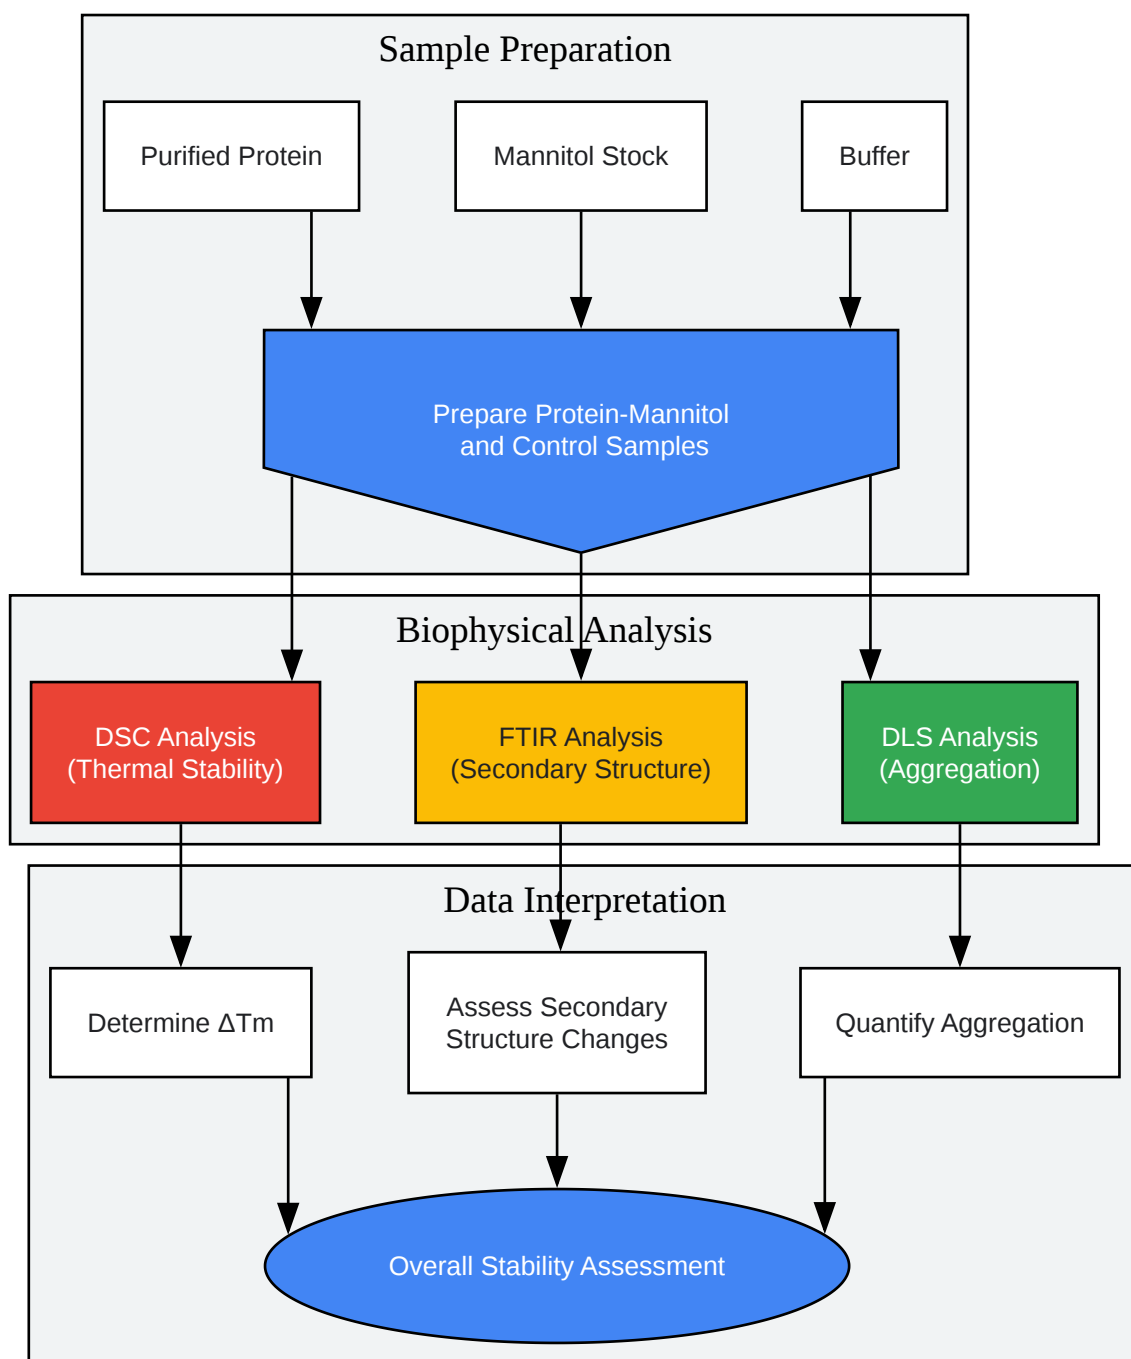 Sample Preparation
Purified Protein
Mannitol Stock
Buffer
Prepare Protein-Mannitol
and Control Samples
Biophysical Analysis
DSC Analysis
(Thermal Stability)
FTIR Analysis
(Secondary Structure)
DLS Analysis
(Aggregation)
Data Interpretation
Determine ΔTm
Assess Secondary
Structure Changes
Quantify Aggregation
Overall Stability Assessment